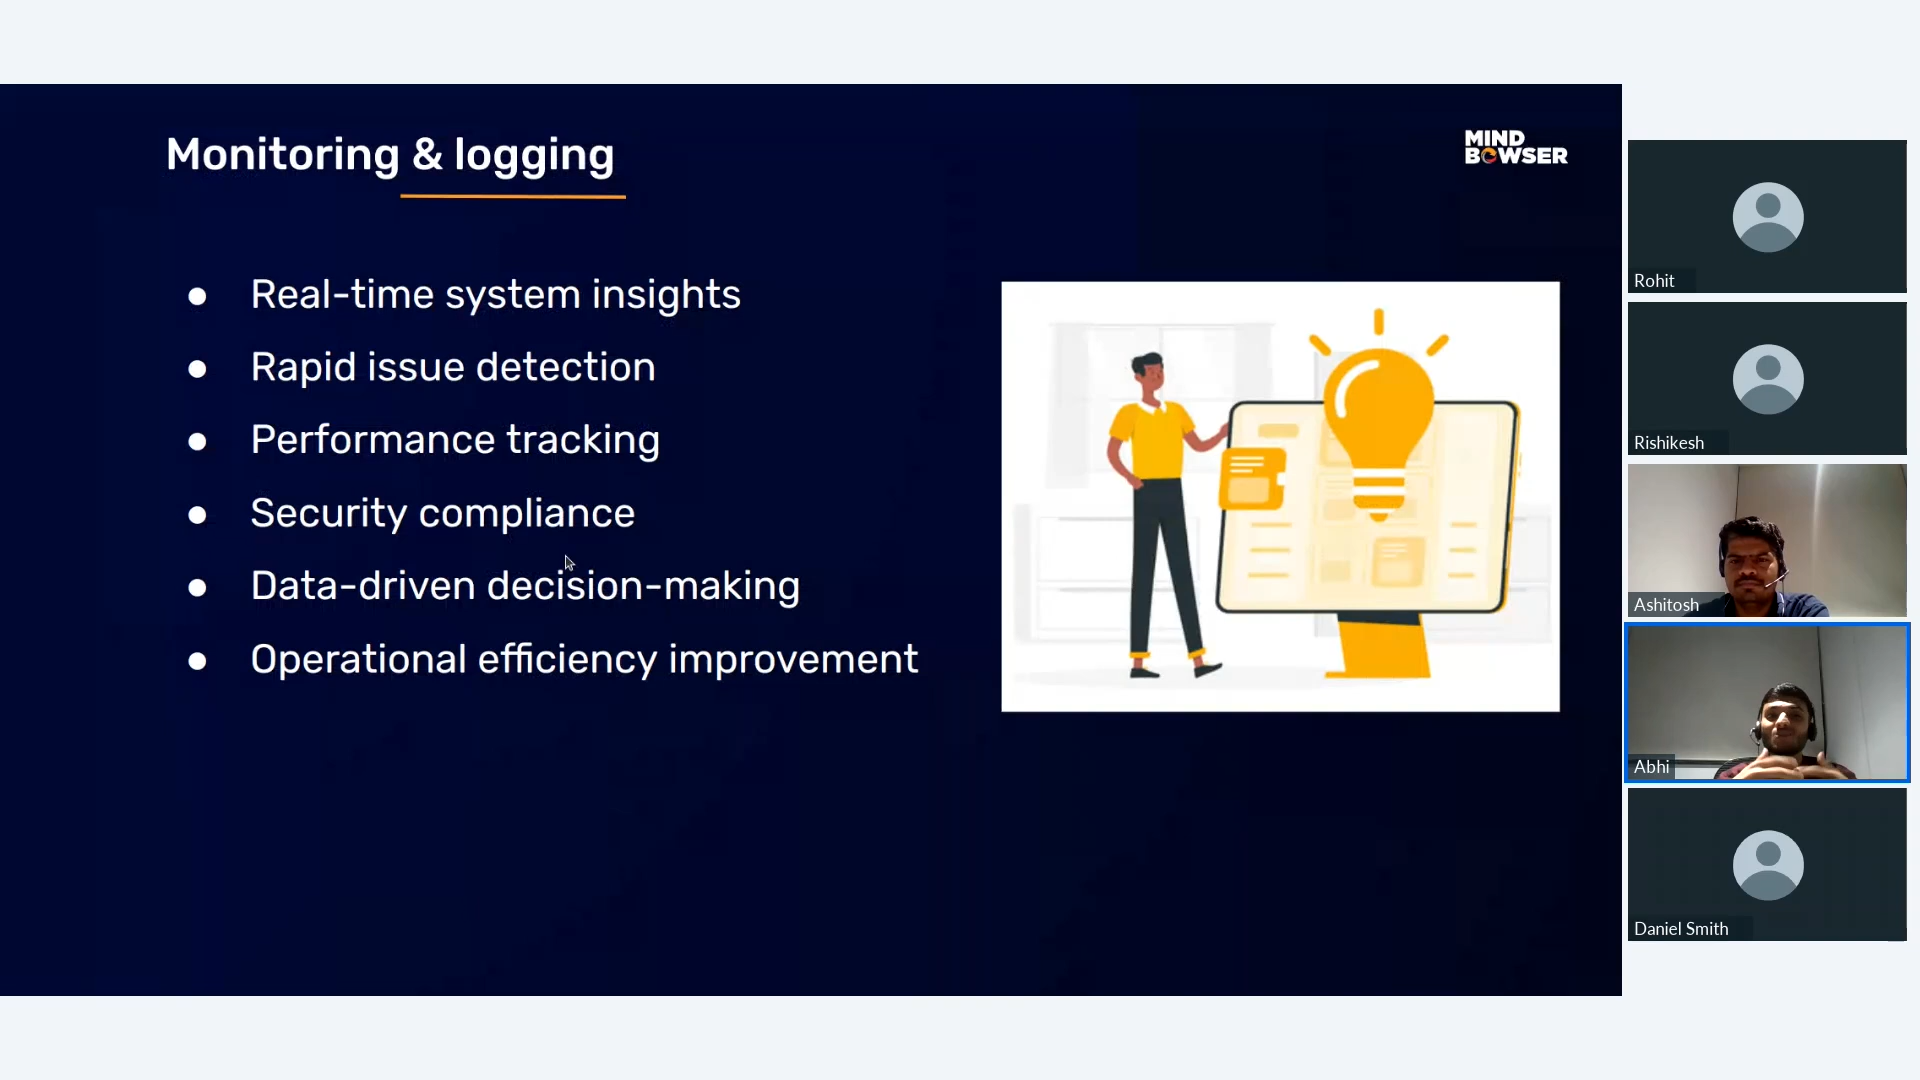 Monitoring & logging
MIND
BOWSER
● Real-time system insights
● Rapid issue detection
● Performance tracking
● Security compliance
● Data-driven decision-making
● Operational efficiency improvement
Rohit
Rishikesh
Ashitosh
Abhi
Daniel Smith